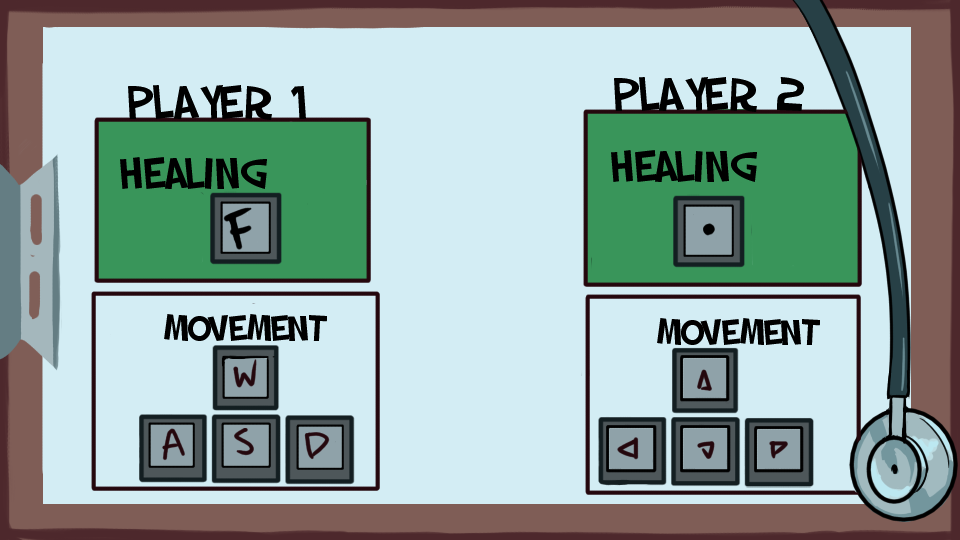 PLAYER 1
HEALING
F
MOVEMENT
W
A S D
PLAYER 2
HEALING
.
MOVEMENT